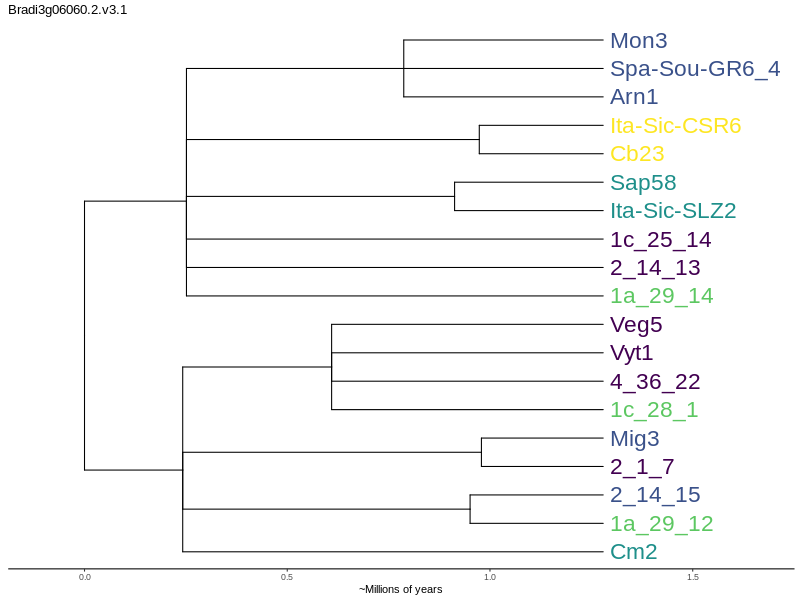 Bradi3g06060.2.v3.1
Mon3
Spa-Sou-GR6_4
Arn1
Ita-Sic-CSR6
Cb23
Sap58
Ita-Sic-SLZ2
1c_25_14
2_14_13
1a_29_14
Veg5
Vyt1
4_36_22
1c_28_1
Mig3
2_1_7
2_14_15
1a_29_12
Cm2
0.0 0.5 1.0 1.5
~Millions of years